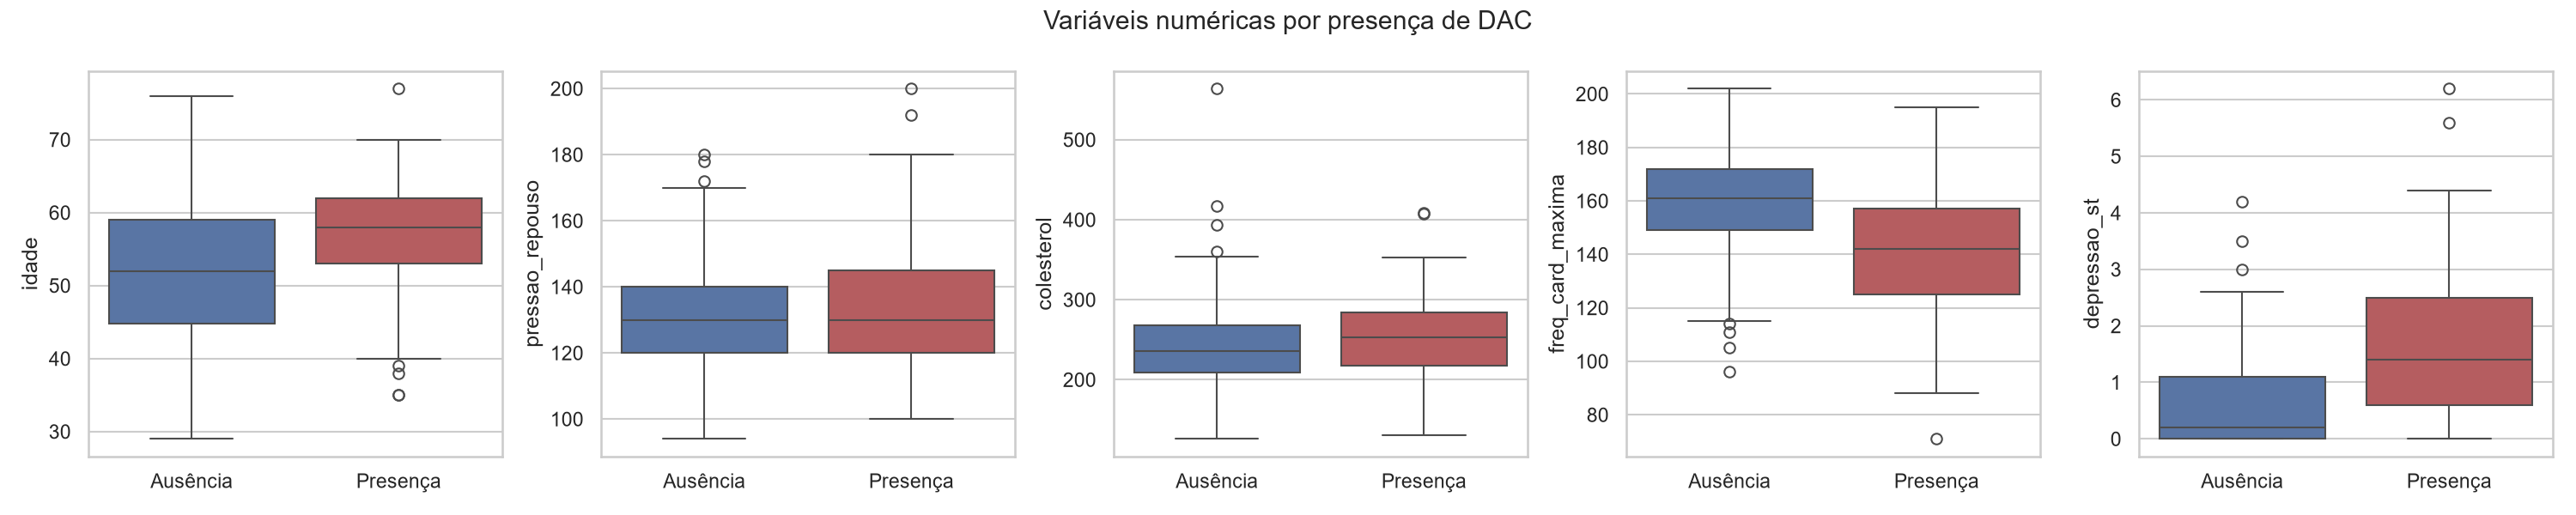 Variáveis numéricas por presença de DAC
idade
70
60
50
40
30
Ausência
Presença
pressao_repouso
200
180
160
140
120
100
Ausência
Presença
colesterol
500
400
300
200
Ausência
Presença
freq_card_maxima
200
180
160
140
120
100
80
Ausência
Presença
depressao_st
6
5
4
3
2
1
0
Ausência
Presença